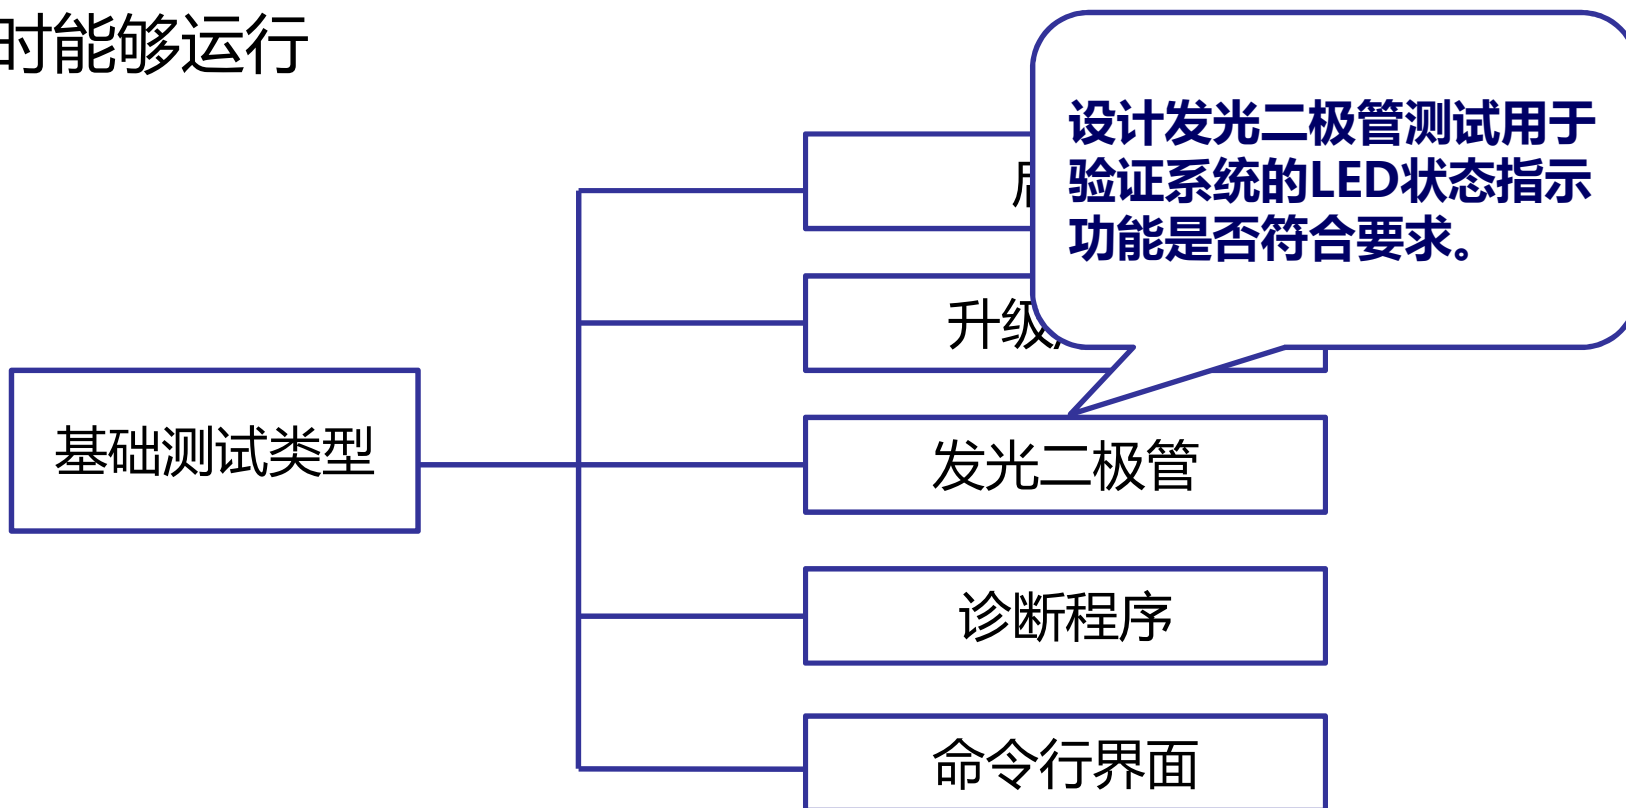 时能够运行
设计发光二极管测试用于
验证系统的LED状态指示
功能是否符合要求。
升级
基础测试类型
发光二极管
诊断程序
命令行界面